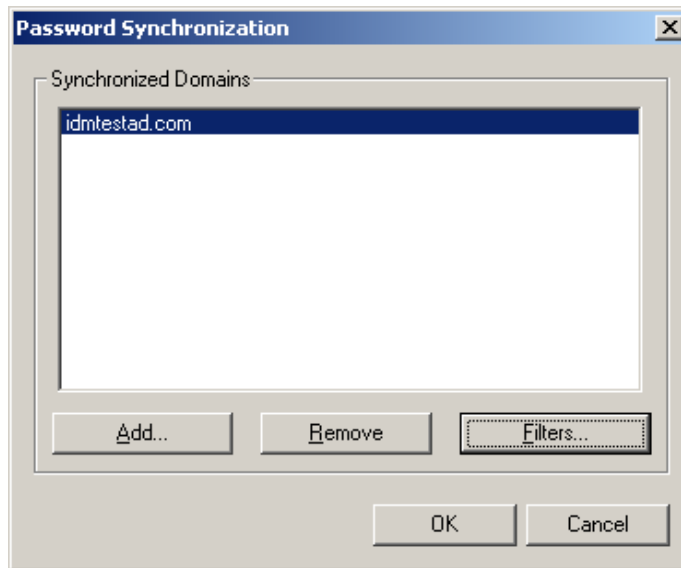 Password Synchronization
Synchronized Domains
idmtestad.com
Add...
Remove
Filters...
OK
Cancel